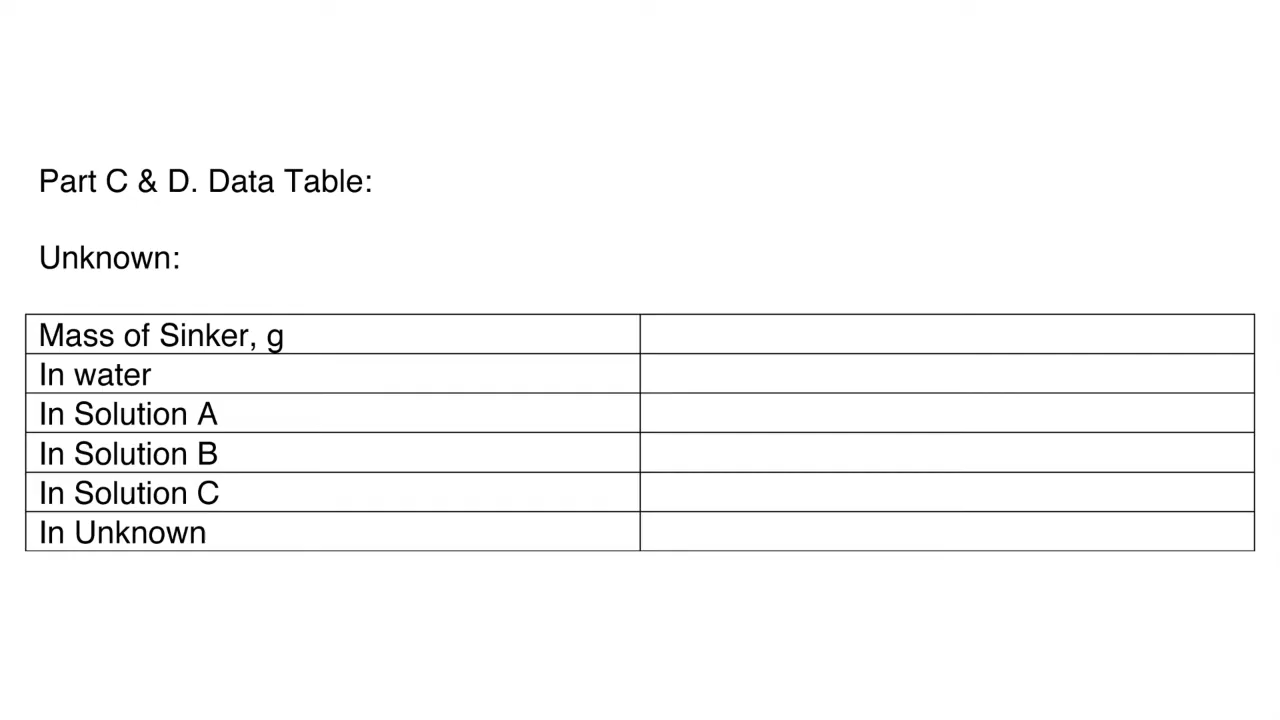 Part C & D. Data Table:
Unknown:
Mass of Sinker, g
In water
In Solution A
In Solution B
In Solution C
In Unknown